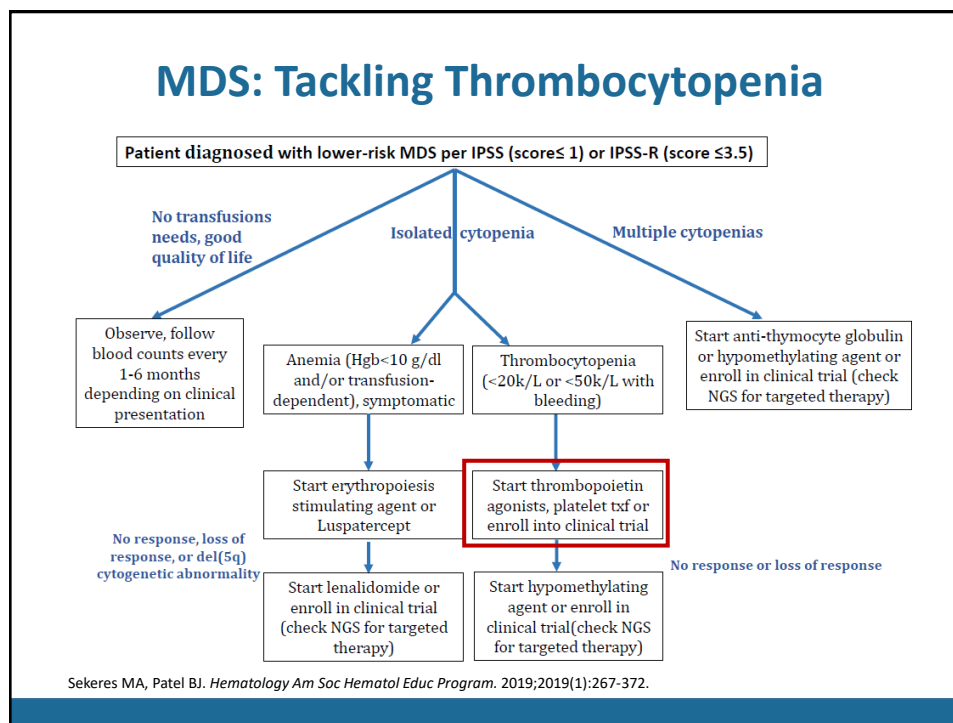 MDS: Tackling Thrombocytopenia
Patient diagnosed with lower-risk MDS per IPSS (score≤ 1) or IPSS-R (score ≤3.5)
No transfusions
needs, good
quality of life
Isolated cytopenia
Multiple cytopenias
Observe, follow
blood counts every
1-6 months
depending on clinical
presentation
Anemia (Hgb<10 g/dl
and/or transfusion-
dependent), symptomatic
Thrombocytopenia
(<20k/L or <50k/L with
bleeding)
Start anti-thymocyte globulin
or hypomethylating agent or
enroll in clinical trial (check
NGS for targeted therapy)
Start erythropoiesis
stimulating agent or
Luspatercept
Start thrombopoietin
agonists, platelet txf or
enroll into clinical trial
No response, loss of
response, or del(5q)
cytogenetic abnormality
No response or loss of response
Start lenalidomide or
enroll in clinical trial
(check NGS for targeted
therapy)
Start hypomethylating
agent or enroll in
clinical trial(check NGS
for targeted therapy)
Sekeres MA, Patel BJ. Hematology Am Soc Hematol Educ Program. 2019;2019(1):267-372.